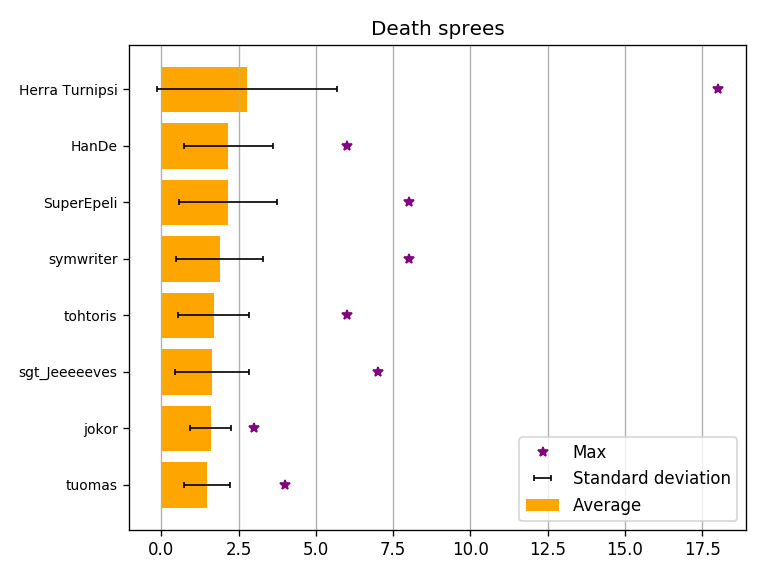 Death sprees
Herra Turnipsi
HanDe
SuperEpeli
symwriter
tohtoris
sgt_Jeeeeeves
jokor
tuomas
Max
Standard deviation
Average
0.0 2.5 5.0 7.5 10.0 12.5 15.0 17.5